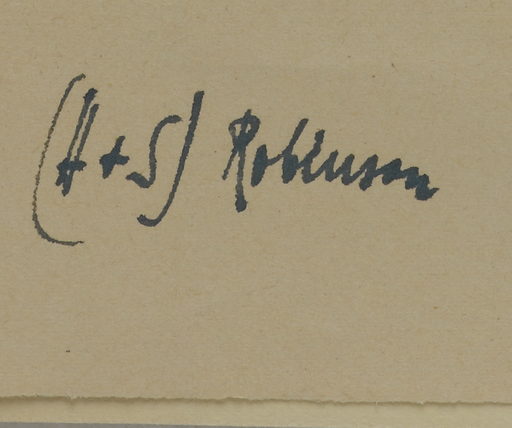 (H + S) Robinson